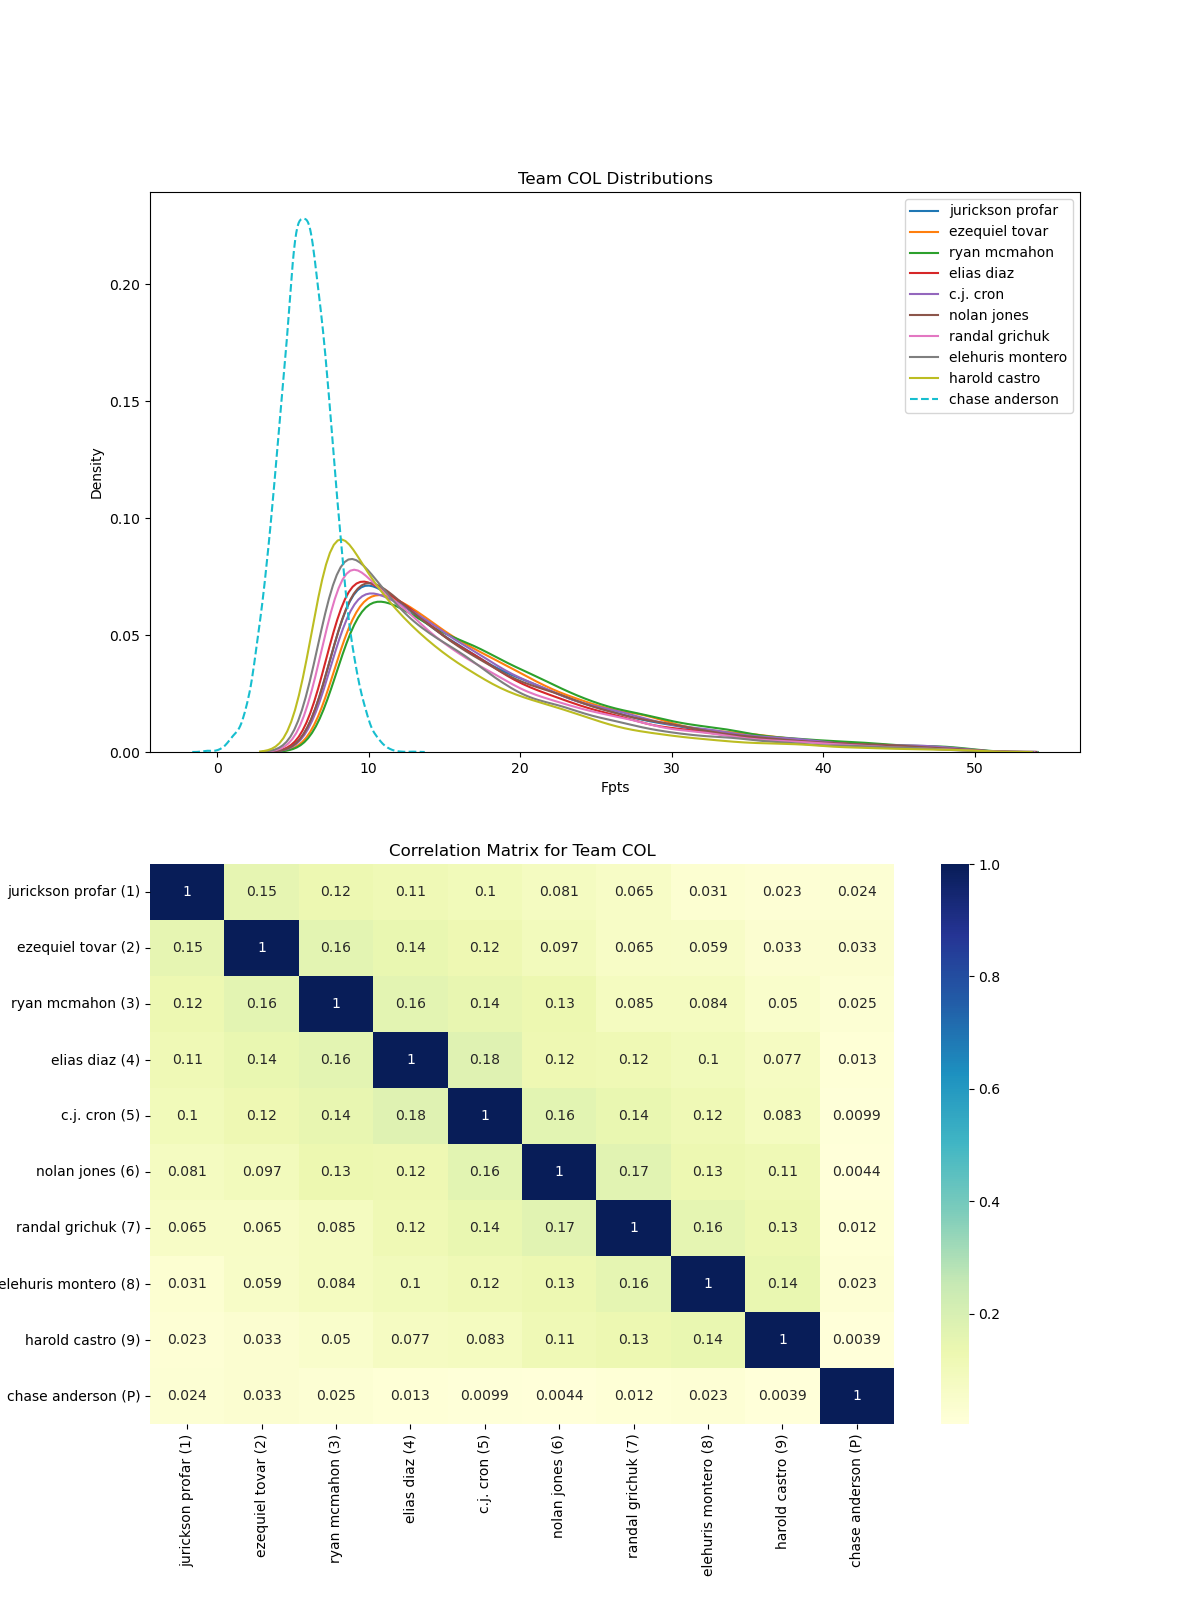 Team COL Distributions
jurickson profar
ezequiel tovar
ryan mcmahon
elias diaz
c.j. cron
nolan jones
randal grichuk
elehuris montero
harold castro
chase anderson
0.20
0.15
0.10
0.05
0.00
Density
0 10 20 30 40 50
Fpts
Correlation Matrix for Team COL
jurickson profar (1) 1 0.15 0.12 0.11 0.1 0.081 0.065 0.031 0.023 0.024
ezequiel tovar (2) 0.15 1 0.16 0.14 0.12 0.097 0.065 0.059 0.033 0.033
ryan mcmahon (3) 0.12 0.16 1 0.16 0.14 0.13 0.085 0.084 0.05 0.025
elias diaz (4) 0.11 0.14 0.16 1 0.18 0.12 0.12 0.1 0.077 0.013
c.j. cron (5) 0.1 0.12 0.14 0.18 1 0.16 0.14 0.12 0.083 0.0099
nolan jones (6) 0.081 0.097 0.13 0.12 0.16 1 0.17 0.13 0.11 0.0044
randal grichuk (7) 0.065 0.065 0.085 0.12 0.14 0.17 1 0.16 0.13 0.012
elehuris montero (8) 0.031 0.059 0.084 0.1 0.12 0.13 0.16 1 0.14 0.023
harold castro (9) 0.023 0.033 0.05 0.077 0.083 0.11 0.13 0.14 1 0.0039
chase anderson (P) 0.024 0.033 0.025 0.013 0.0099 0.0044 0.012 0.023 0.0039 1
jurickson profar (1)
ezequiel tovar (2)
ryan mcmahon (3)
elias diaz (4)
c.j. cron (5)
nolan jones (6)
randal grichuk (7)
elehuris montero (8)
harold castro (9)
chase anderson (P)
1.0
0.8
0.6
0.4
0.2